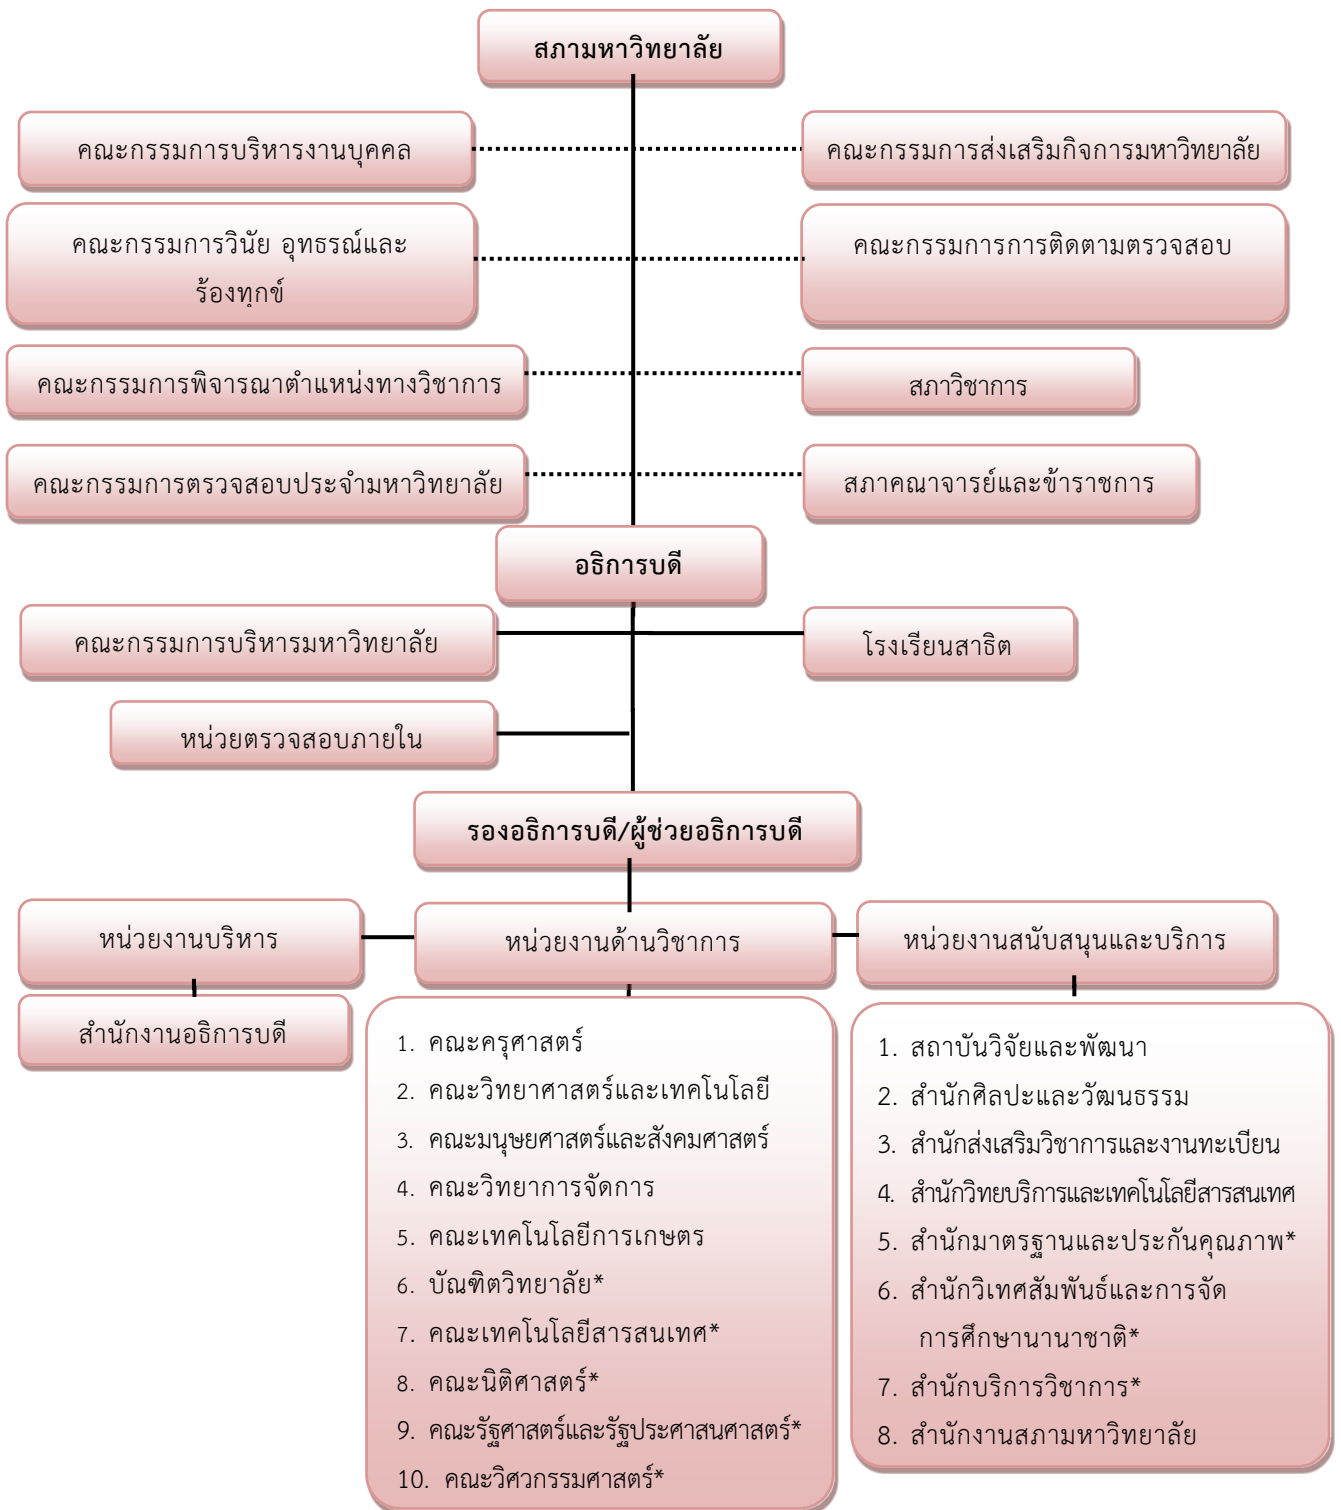 สภามหาวิทยาลัย
คณะกรรมการบริหารงานบุคคล
คณะกรรมการส่งเสริมกิจการมหาวิทยาลัย
คณะกรรมการวินัย อุทธรณ์และ
ร้องทุกข์
คณะกรรมการการติดตามตรวจสอบ
คณะกรรมการพิจารณาตำแหน่งทางวิชาการ
สภาวิชาการ
คณะกรรมการตรวจสอบประจำมหาวิทยาลัย
สภาคณาจารย์และข้าราชการ
อธิการบดี
คณะกรรมการบริหารมหาวิทยาลัย
โรงเรียนสาธิต
หน่วยตรวจสอบภายใน
รองอธิการบดี/ผู้ช่วยอธิการบดี
หน่วยงานบริหาร
หน่วยงานด้านวิชาการ
หน่วยงานสนับสนุนและบริการ
สำนักงานอธิการบดี
1. คณะครุศาสตร์
2. คณะวิทยาศาสตร์และเทคโนโลยี
3. คณะมนุษยศาสตร์และสังคมศาสตร์
4. คณะวิทยาการจัดการ
5. คณะเทคโนโลยีการเกษตร
6. บัณฑิตวิทยาลัย*
7. คณะเทคโนโลยีสารสนเทศ*
8. คณะนิติศาสตร์*
9. คณะรัฐศาสตร์และรัฐประศาสนศาสตร์*
10. คณะวิศวกรรมศาสตร์*
1. สถาบันวิจัยและพัฒนา
2. สำนักศิลปะและวัฒนธรรม
3. สำนักส่งเสริมวิชาการและงานทะเบียน
4. สำนักวิทยบริการและเทคโนโลยีสารสนเทศ
5. สำนักมาตรฐานและประกันคุณภาพ*
6. สำนักวิเทศสัมพันธ์และการจัด
การศึกษานานาชาติ*
7. สำนักบริการวิชาการ*
8. สำนักงานสภามหาวิทยาลัย